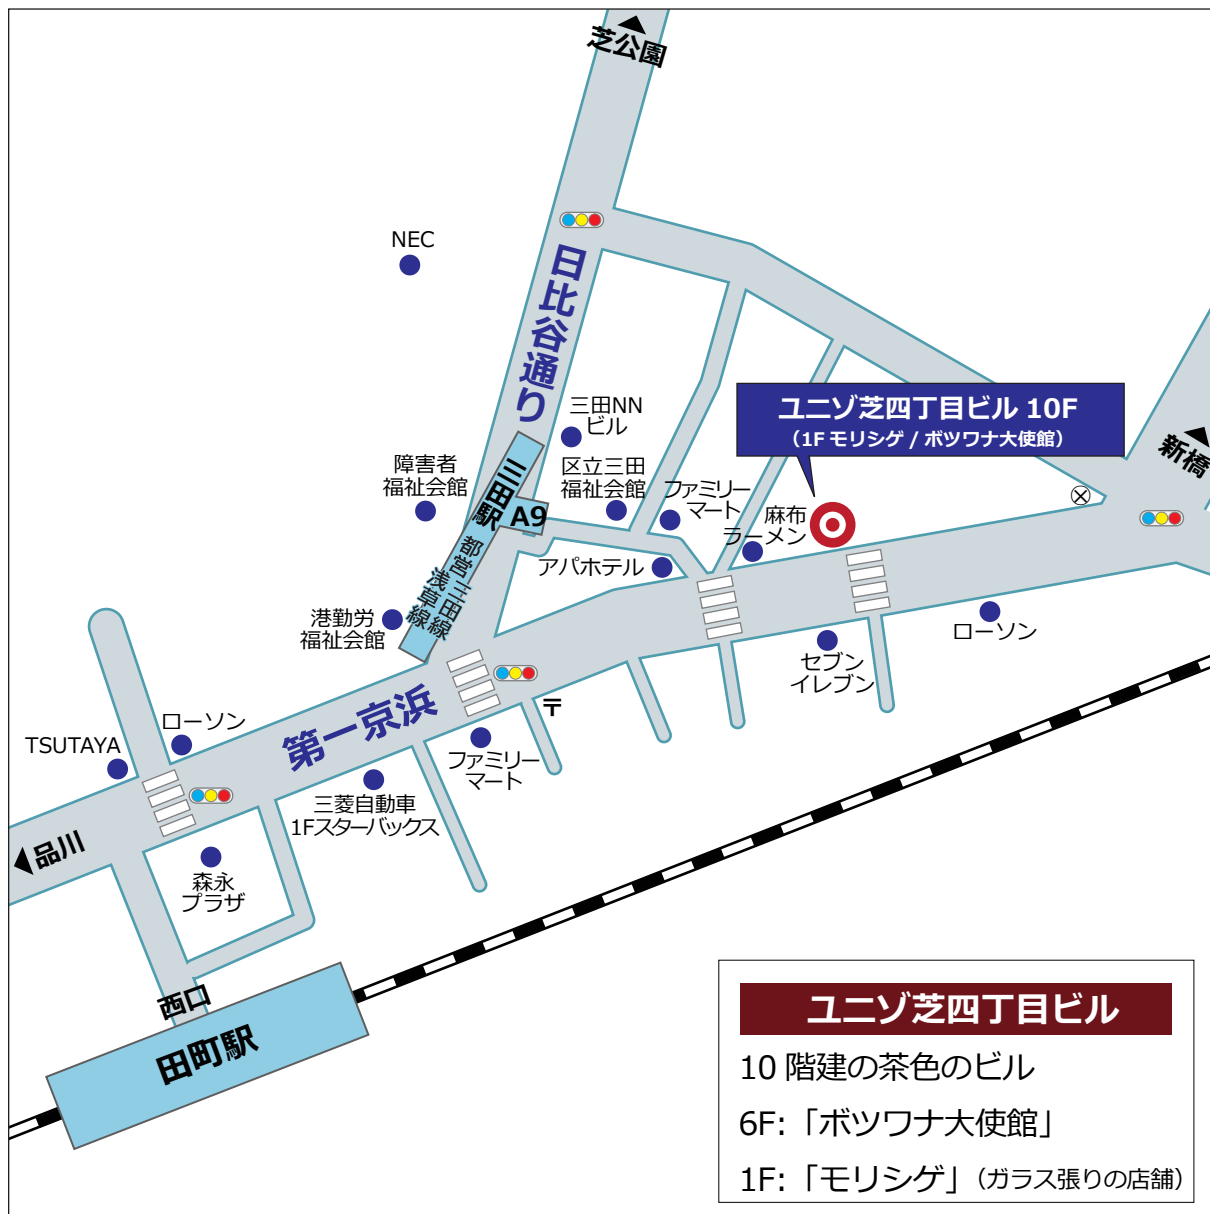 芝公園
NEC
日比谷通り
三田NN
ビル
ユニゾ芝四丁目ビル 10F
（1F モリシゲ / ボツワナ大使館）
新橋
障害者
福祉会館
三田駅
A9
区立三田
福祉会館
ファミリー
マート
麻布
ラーメン
都営三田線
浅草線
アパホテル
港勤労
福祉会館
ローソン
セブン
イレブン
〒
第一京浜
ローソン
TSUTAYA
ファミリー
マート
三菱自動車
1Fスターバックス
品川
森永
プラザ
西口
田町駅
ユニゾ芝四丁目ビル
10 階建の茶色のビル
6F:「ボツワナ大使館」
1F:「モリシゲ」（ガラス張りの店舗）